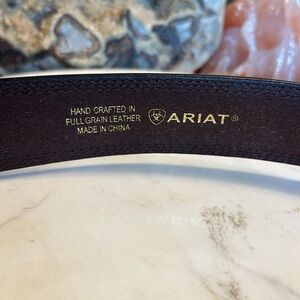 HAND CRAFTED IN
FULL GRAIN LEATHER
MADE IN CHINA
ARIAT®